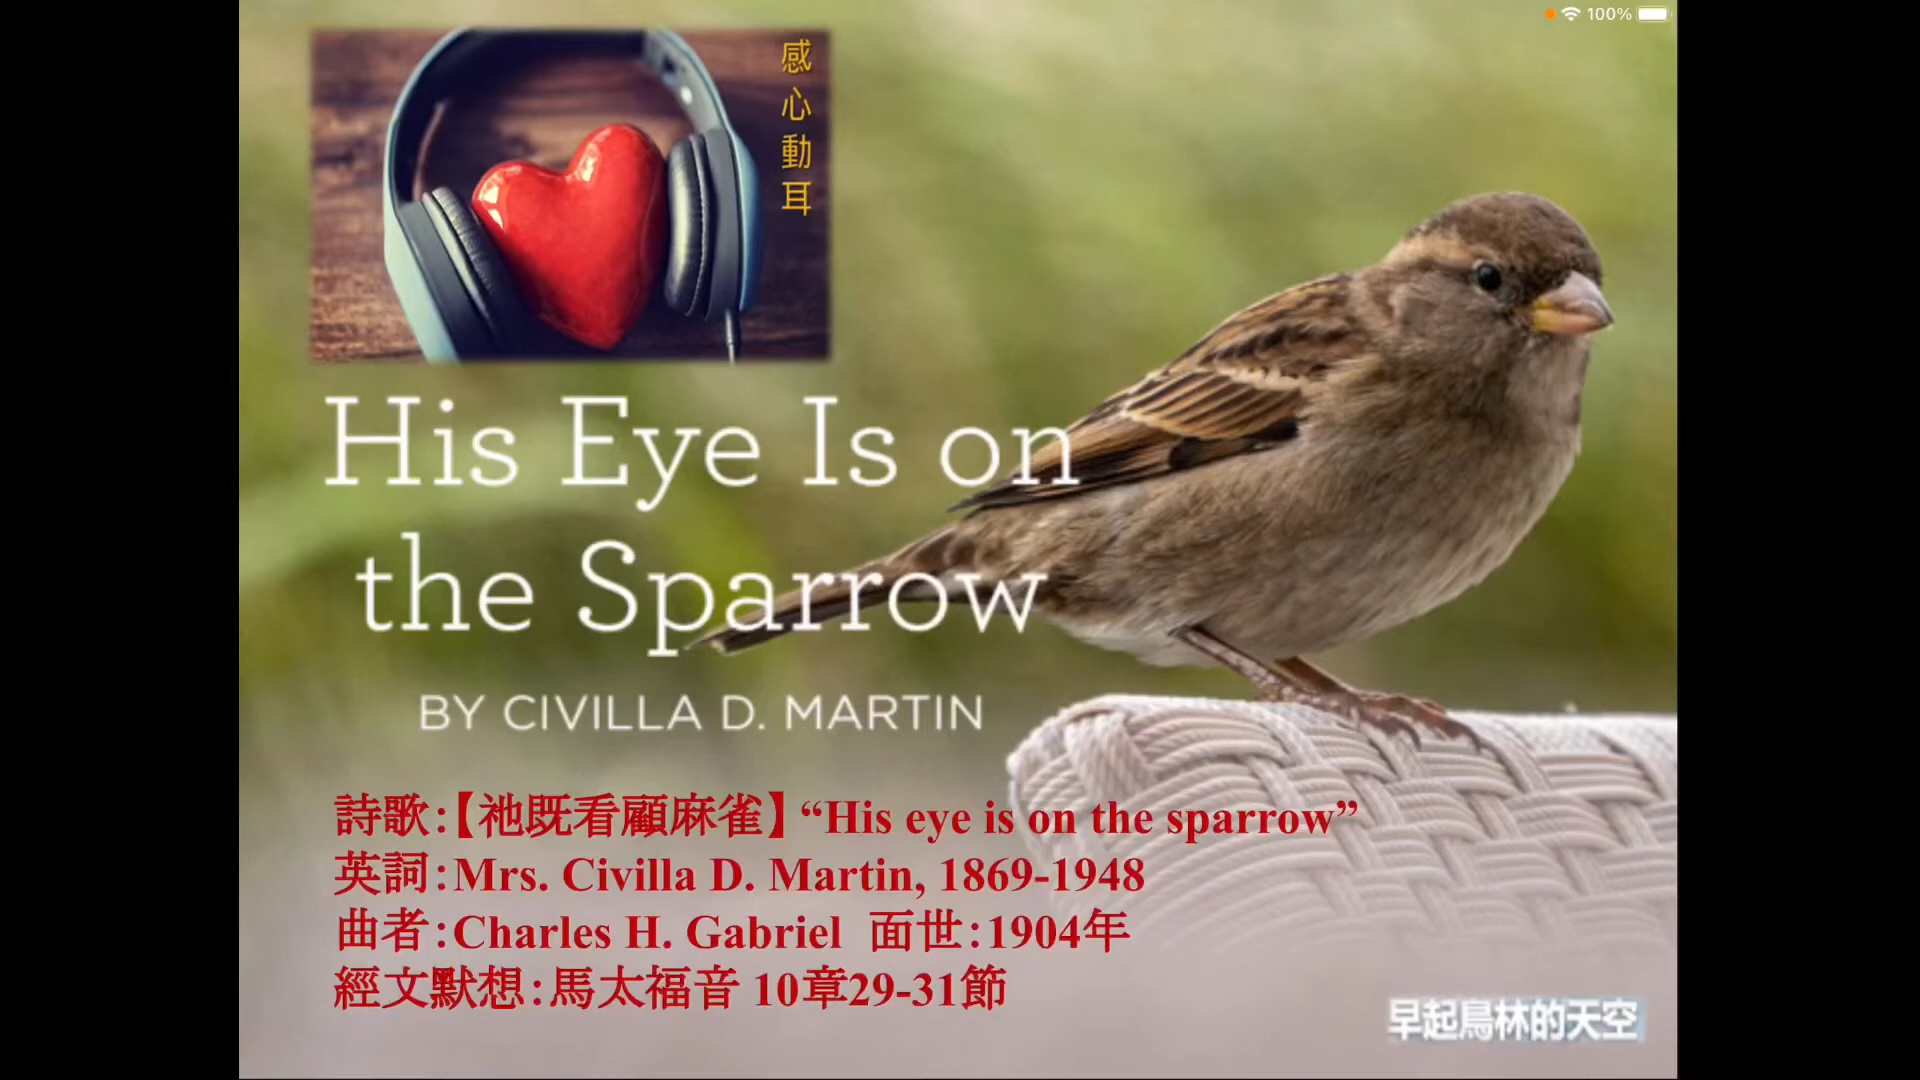 100%
感心動耳
His Eye Is on
the Sparrow
BY CIVILLA D. MARTIN
詩歌：【祂既看顧麻雀】“His eye is on the sparrow”
英詞：Mrs. Civilla D. Martin, 1869-1948
曲者：Charles H. Gabriel 面世：1904年
經文默想：馬太福音 10章29-31節
早起鳥林的天空